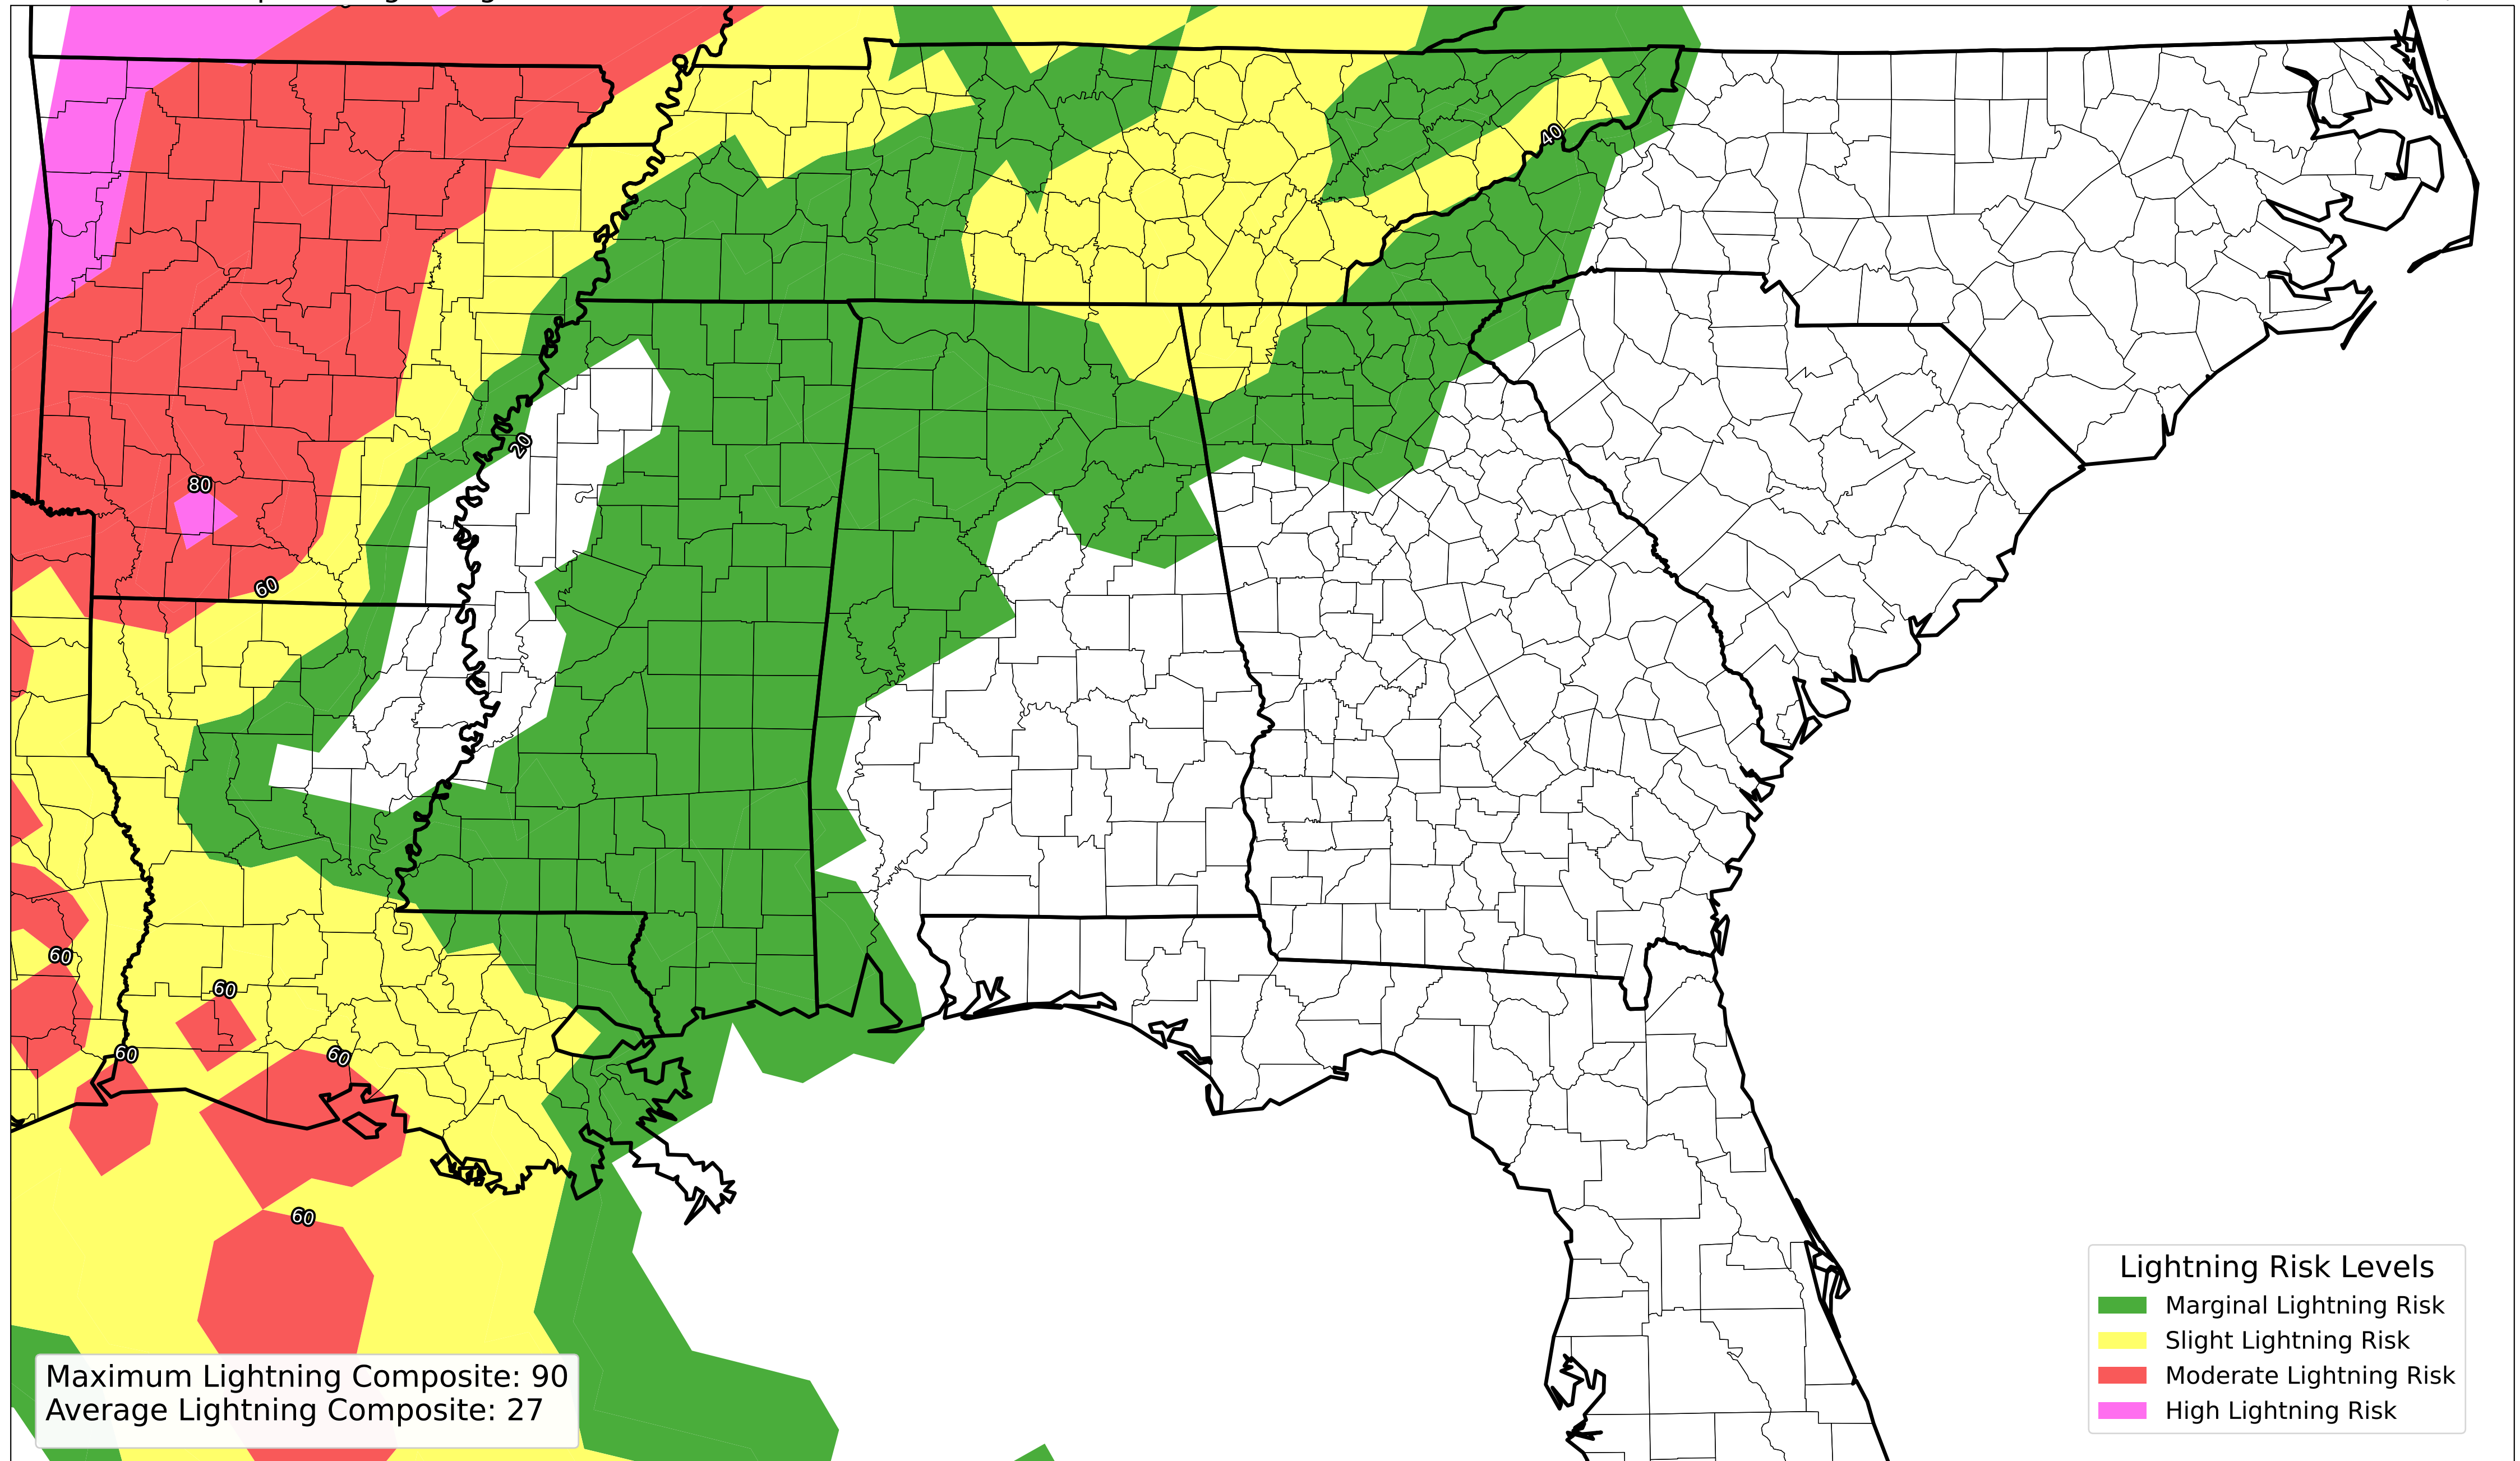 40
20
80
60
60
60
60
60
60
Lightning Risk Levels
Marginal Lightning Risk
Slight Lightning Risk
Moderate Lightning Risk
High Lightning Risk
Maximum Lightning Composite: 90
Average Lightning Composite: 27